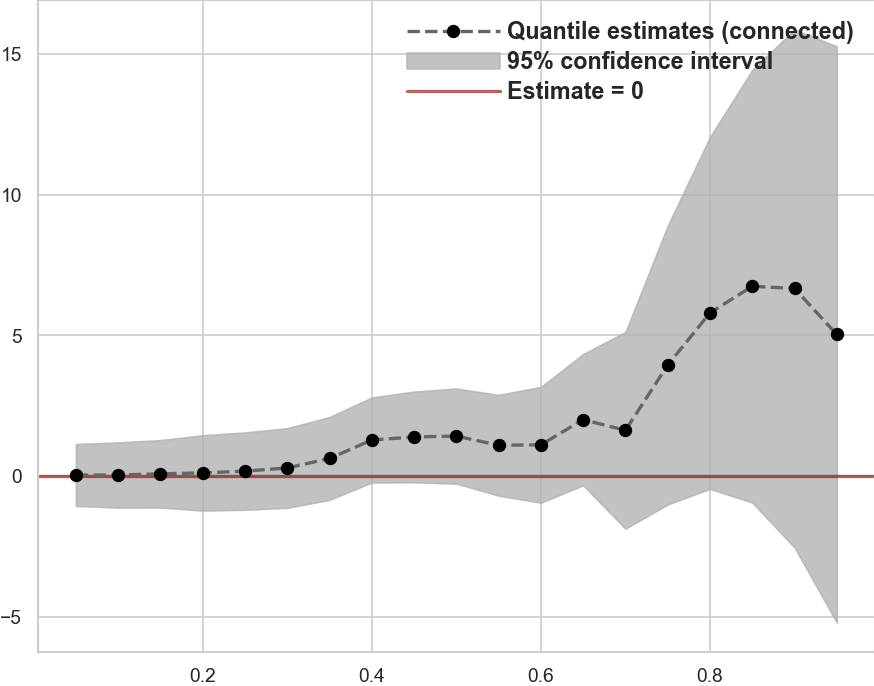 Quantile estimates (connected)
95% confidence interval
Estimate = 0
15
10
5
0
−5
0.2 0.4 0.6 0.8